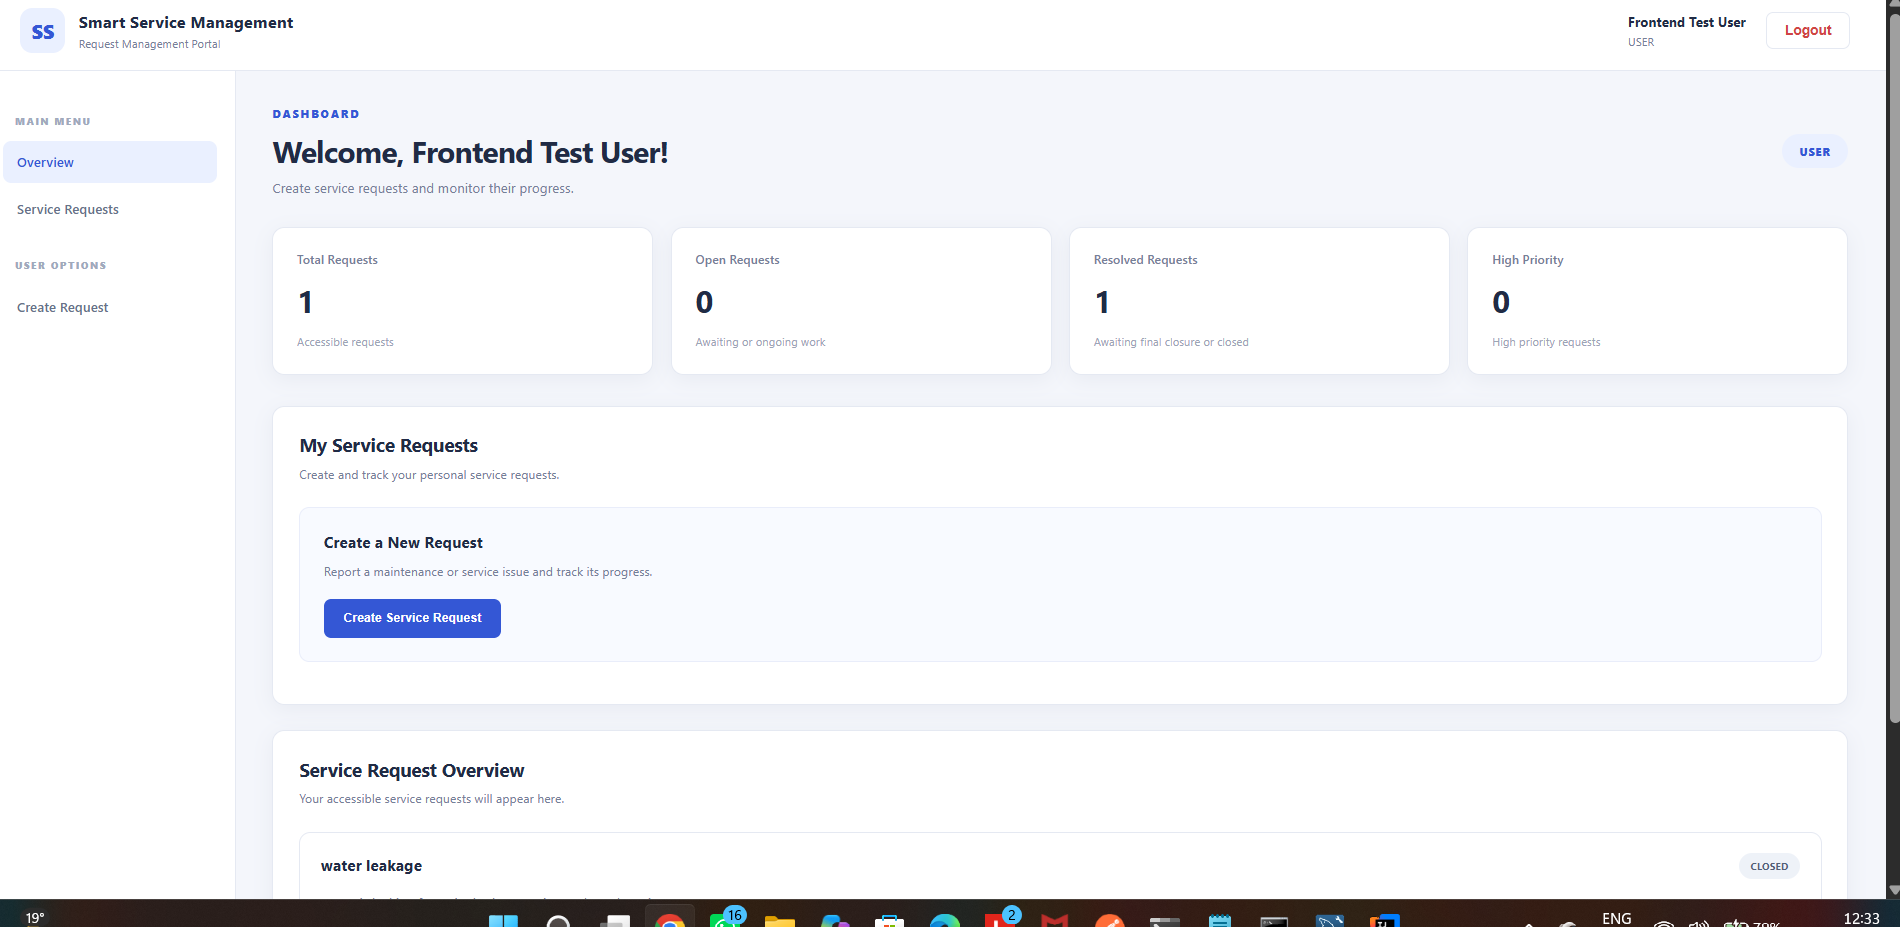 SS
Smart Service Management
Request Management Portal
Frontend Test User
USER
Logout
MAIN MENU
Overview
Service Requests
USER OPTIONS
Create Request
DASHBOARD
Welcome, Frontend Test User!
USER
Create service requests and monitor their progress.
Total Requests
1
Accessible requests
Open Requests
0
Awaiting or ongoing work
Resolved Requests
1
Awaiting final closure or closed
High Priority
0
High priority requests
My Service Requests
Create and track your personal service requests.
Create a New Request
Report a maintenance or service issue and track its progress.
Create Service Request
Service Request Overview
Your accessible service requests will appear here.
water leakage
CLOSED
19°
16
2
ENG
12:33